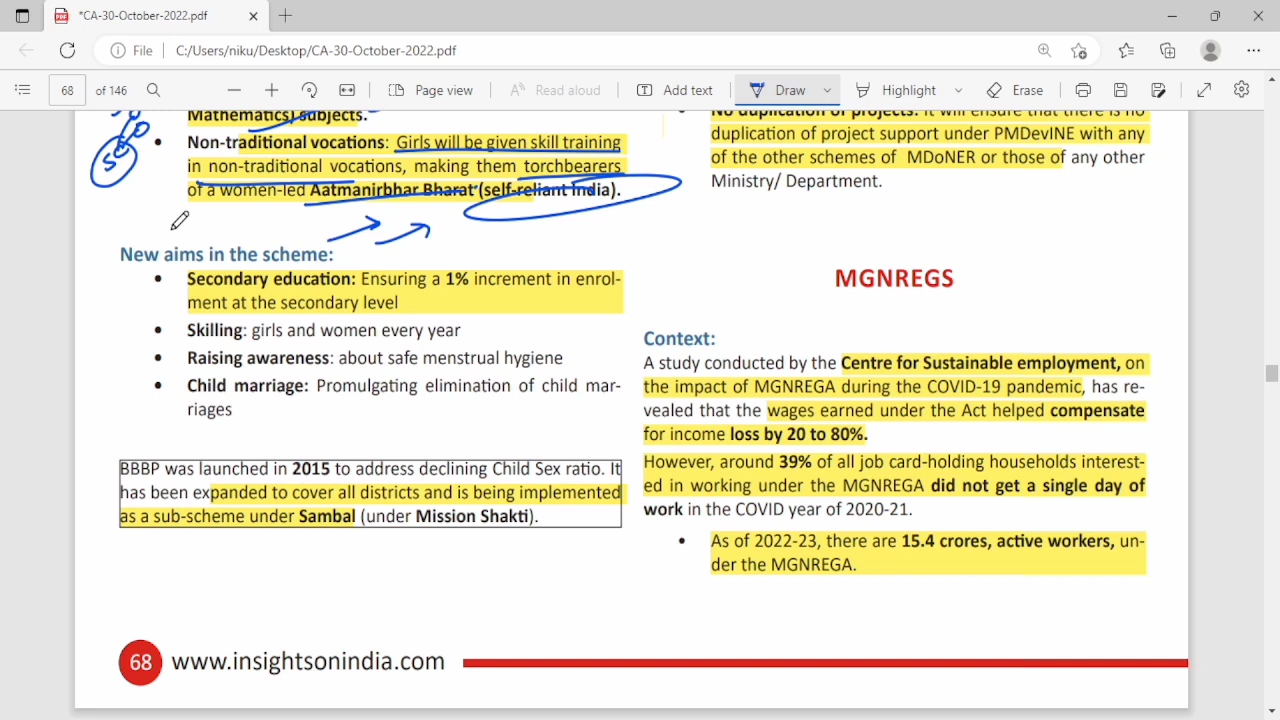 *CA-30-October-2022.pdf
File
C:/Users/niku/Desktop/CA-30-October-2022.pdf
68
of 146
Page view
Read aloud
Add text
Draw
Highlight
Erase
Mathematics) subjects.
• Non-traditional vocations: Girls will be given skill training
in non-traditional vocations, making them torchbearers
of a women-led Aatmanirbhar Bharat (self-reliant India).
New aims in the scheme:
• Secondary education: Ensuring a 1% increment in enrol-
ment at the secondary level
• Skilling: girls and women every year
• Raising awareness: about safe menstrual hygiene
• Child marriage: Promulgating elimination of child mar-
riages
BBBP was launched in 2015 to address declining Child Sex ratio. It
has been expanded to cover all districts and is being implemented
as a sub-scheme under Sambal (under Mission Shakti).
• No duplication of projects: It will ensure that there is no
duplication of project support under PMDevINE with any
of the other schemes of MDoNER or those of any other
Ministry/ Department.
MGNREGS
Context:
A study conducted by the Centre for Sustainable employment, on
the impact of MGNREGA during the COVID-19 pandemic, has re-
vealed that the wages earned under the Act helped compensate
for income loss by 20 to 80%.
However, around 39% of all job card-holding households interest-
ed in working under the MGNREGA did not get a single day of
work in the COVID year of 2020-21.
• As of 2022-23, there are 15.4 crores, active workers, un-
der the MGNREGA.
68
www.insightsonindia.com